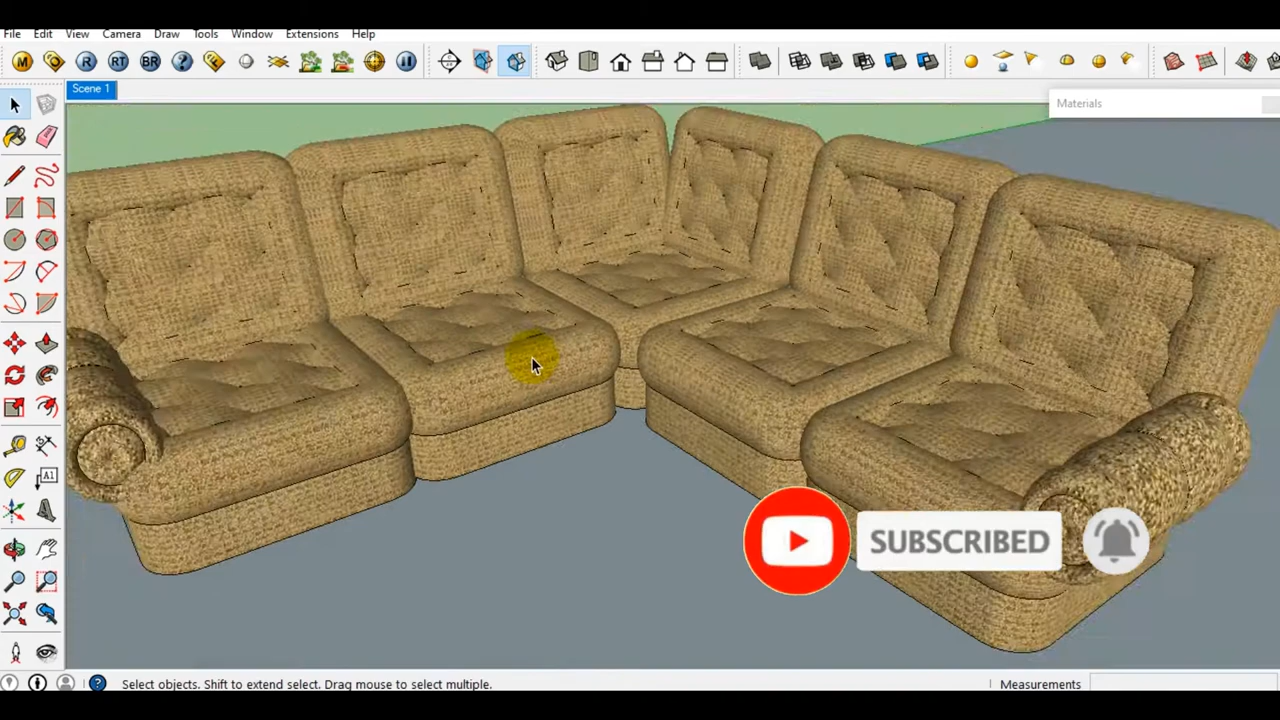 File Edit View Camera Draw Tools Window Extensions Help
M R RT BR ?
Scene 1
Materials
A1
SUBSCRIBED
Select objects. Shift to extend select. Drag mouse to select multiple.
Measurements